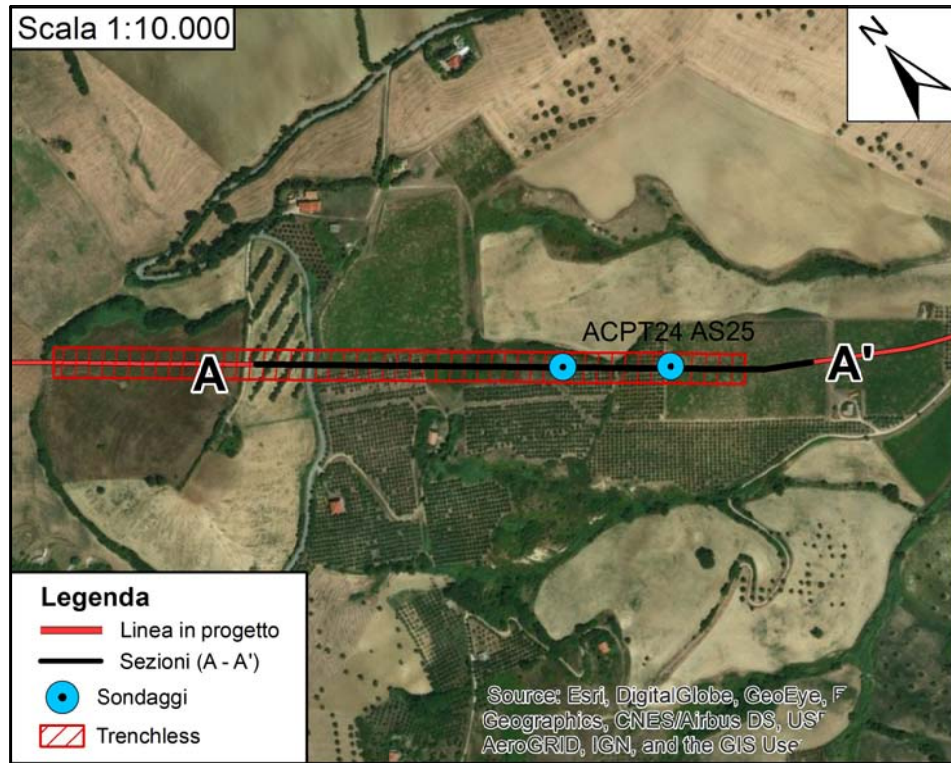 Scala 1:10.000
N
ACPT24 AS25
A
A'
Legenda
Linea in progetto
Sezioni (A - A')
Sondaggi
Trenchless
Source: Esri, DigitalGlobe, GeoEye,
Geographics, CNES/Airbus DS,
AeroGRID, IGN, and the GIS